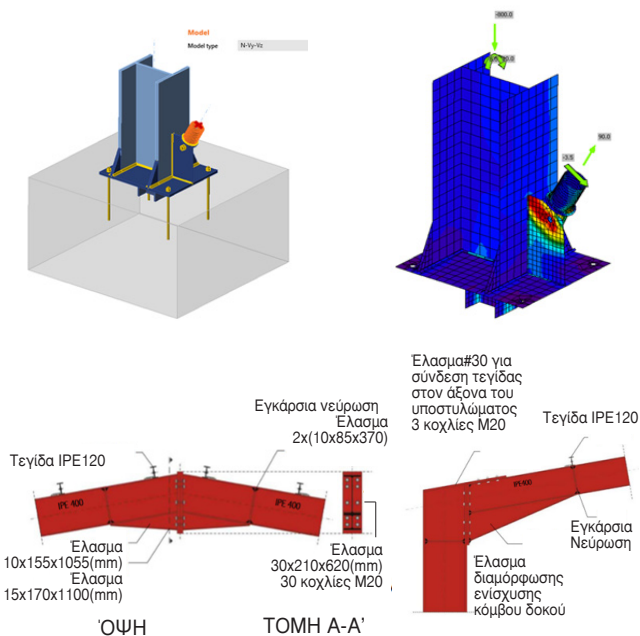 Model
Model type N-Vy-Vz
-800.0
90.0
-3.5
Έλασμα#30 για
σύνδεση τεγίδας
στον άξονα του
υποστυλώματος
3 κοχλίες M20
Εγκάρσια νεύρωση
Έλασμα
2x(10x85x370)
Τεγίδα IPE120
Τεγίδα IPE120
IPE 400
IPE 400
IPE400
Έλασμα
10x155x1055(mm)
Έλασμα
15x170x1100(mm)
Έλασμα
30x210x620(mm)
30 κοχλίες M20
Έλασμα
διαμόρφωσης
ενίσχυσης
κόμβου δοκού
Εγκάρσια
Νεύρωση
ΌΨΗ
ΤΟΜΗ Α-Α'